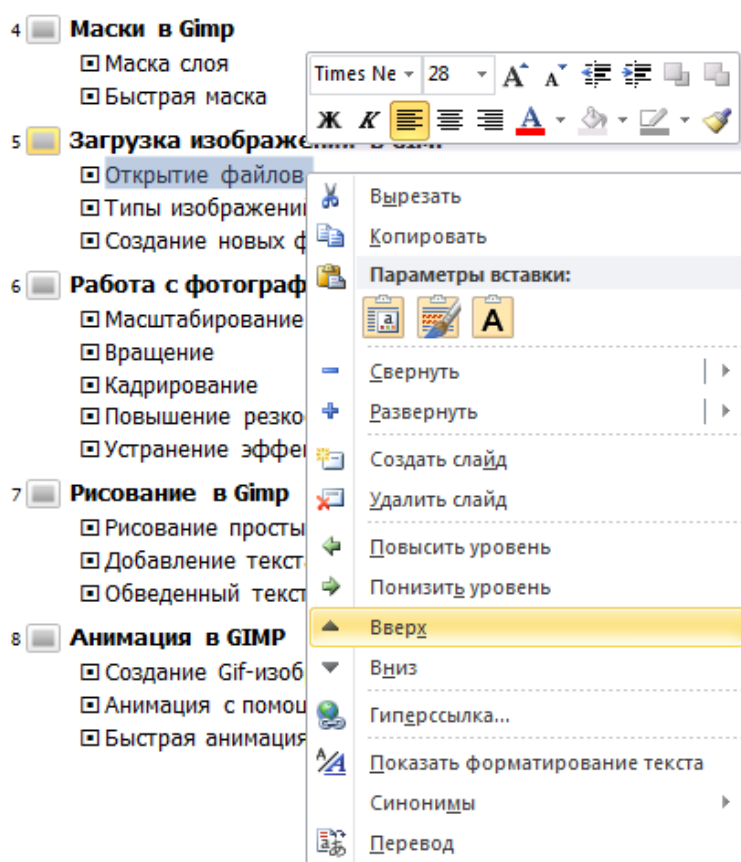 4 Маски в Gimp
Маска слоя
Быстрая маска
Times Ne 28
Ж К А
5 Загрузка изображений в GIMP
Открытие файлов
Типы изображени
Создание новых ф
6 Работа с фотограф
Масштабирование
Вращение
Кадрирование
Повышение резко
Устранение эффе
7 Рисование в Gimp
Рисование просты
Добавление текст
Обведенный текст
8 Анимация в GIMP
Создание Gif-изоб
Анимация с помощ
Быстрая анимация
Вырезать
Копировать
Параметры вставки:
Свернуть
Развернуть
Создать слайд
Удалить слайд
Повысить уровень
Понизить уровень
Вверх
Вниз
Гиперссылка...
Показать форматирование текста
Синонимы
Перевод